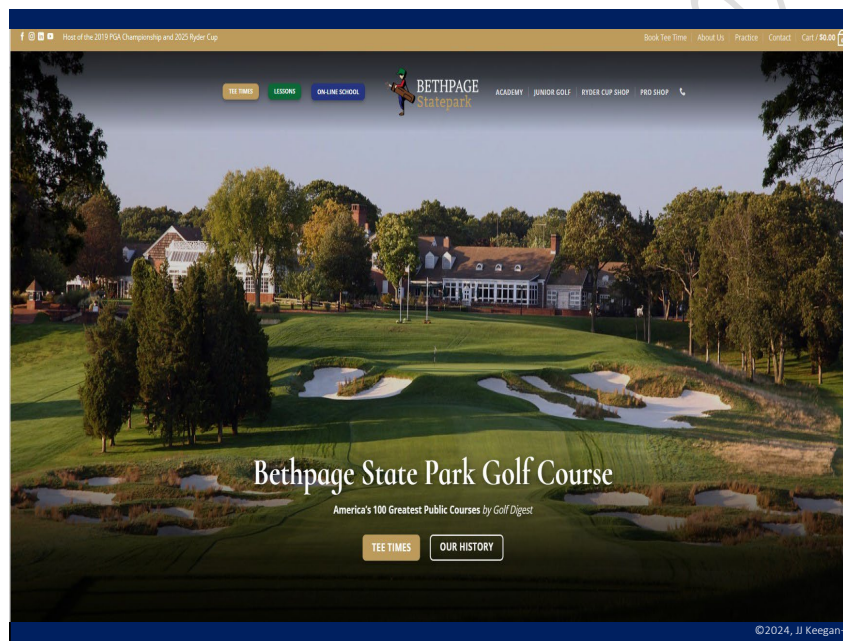 Host of the 2019 PGA Championship and 2025 Ryder Cup
Book Tee Time About Us Practice Contact Cart / $0.00
TEE TIMES LESSONS ON-LINE SCHOOL BETHPAGE Statepark ACADEMY JUNIOR GOLF RYDER CUP SHOP PRO SHOP
Bethpage State Park Golf Course
America's 100 Greatest Public Courses by Golf Digest
TEE TIMES OUR HISTORY
©2024, JJ Keegan